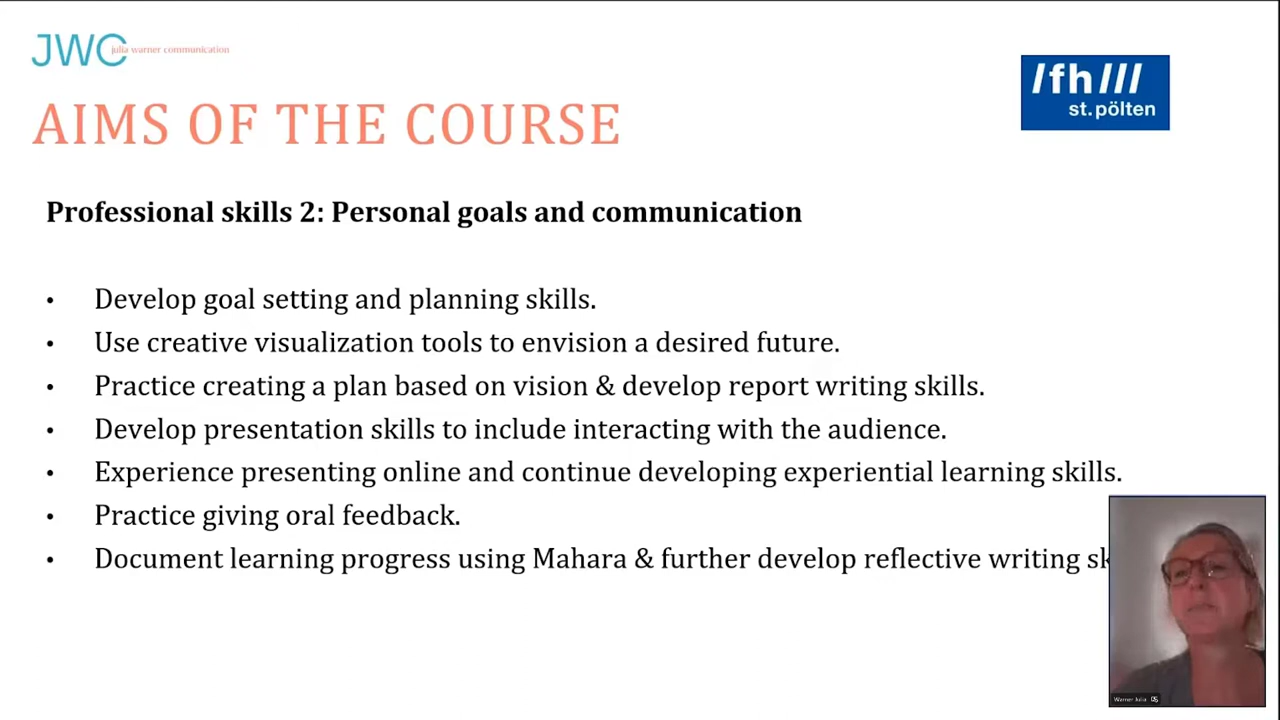 JWC julia warner communication
/fh///
st.pölten
AIMS OF THE COURSE
Professional skills 2: Personal goals and communication
• Develop goal setting and planning skills.
• Use creative visualization tools to envision a desired future.
• Practice creating a plan based on vision & develop report writing skills.
• Develop presentation skills to include interacting with the audience.
• Experience presenting online and continue developing experiential learning skills.
• Practice giving oral feedback.
• Document learning progress using Mahara & further develop reflective writing sk
Warner Julia